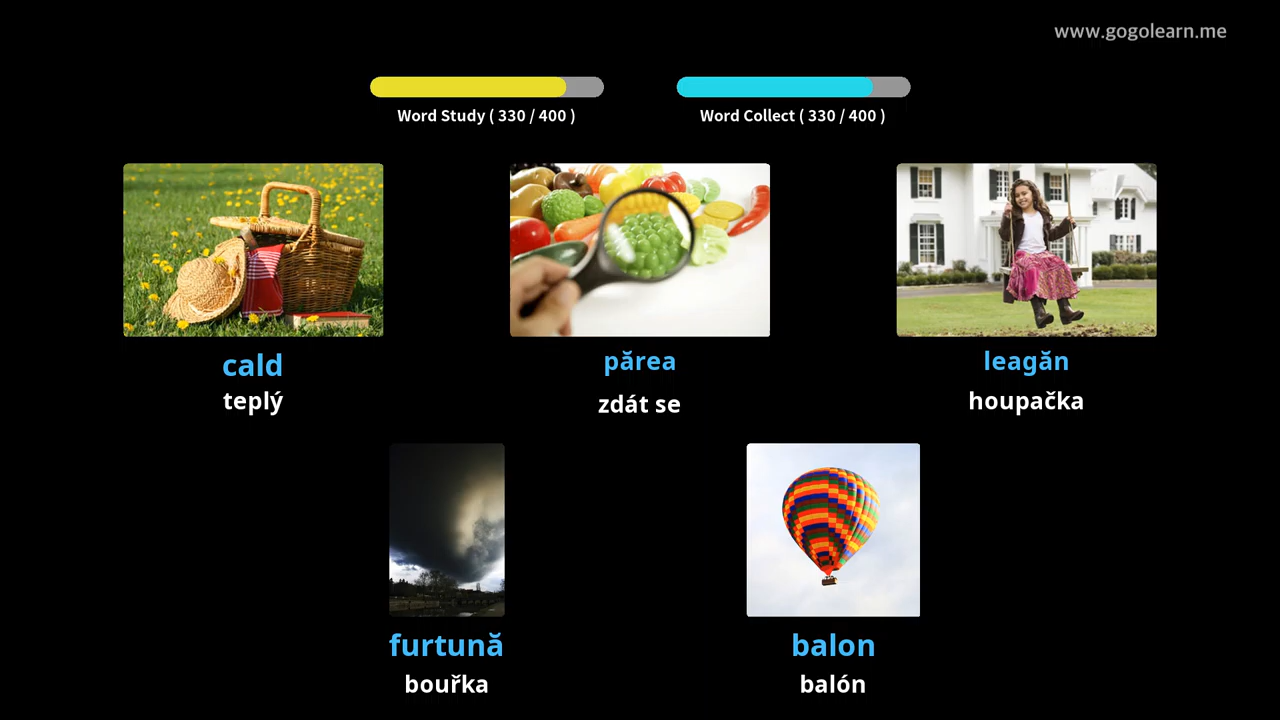 www.gogolearn.me
Word Study ( 330 / 400 )
Word Collect ( 330 / 400 )
cald
teplý
părea
zdát se
leagăn
houpačka
furtună
bouřka
balon
balón